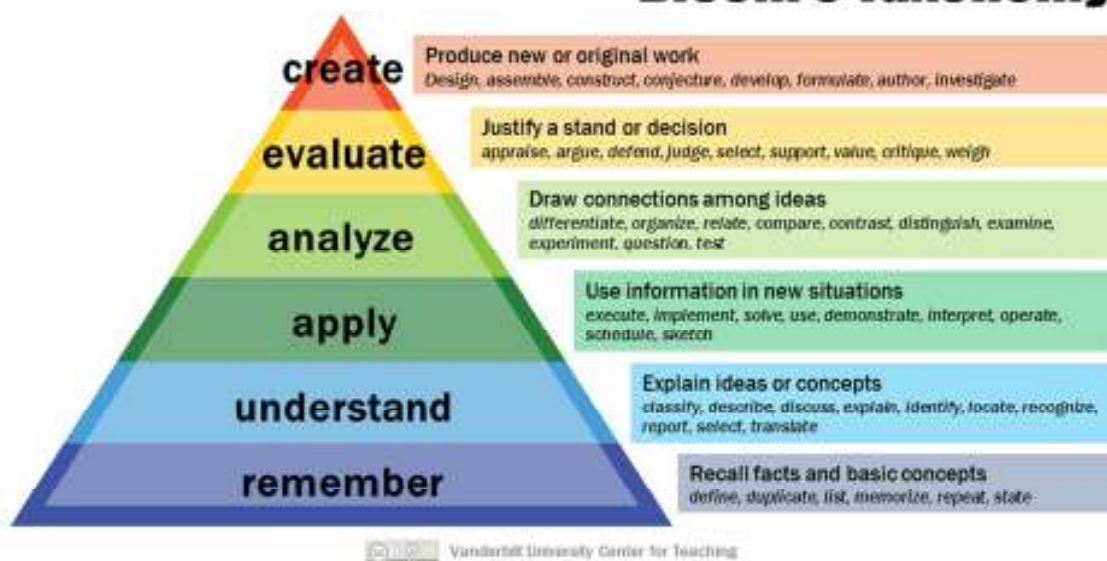 create
Produce new or original work
Design, assemble, construct, conjecture, develop, formulate, author, investigate
evaluate
Justify a stand or decision
appraise, argue, defend, judge, select, support, value, critique, weigh
analyze
Draw connections among ideas
differentiate, organize, relate, compare, contrast, distinguish, examine,
experiment, question, test
apply
Use information in new situations
execute, implement, solve, use, demonstrate, interpret, operate,
schedule, sketch
understand
Explain ideas or concepts
classify, describe, discuss, explain, identify, locate, recognize,
report, select, translate
remember
Recall facts and basic concepts
define, duplicate, list, memorize, repeat, state
Vanderbilt University Center for Teaching